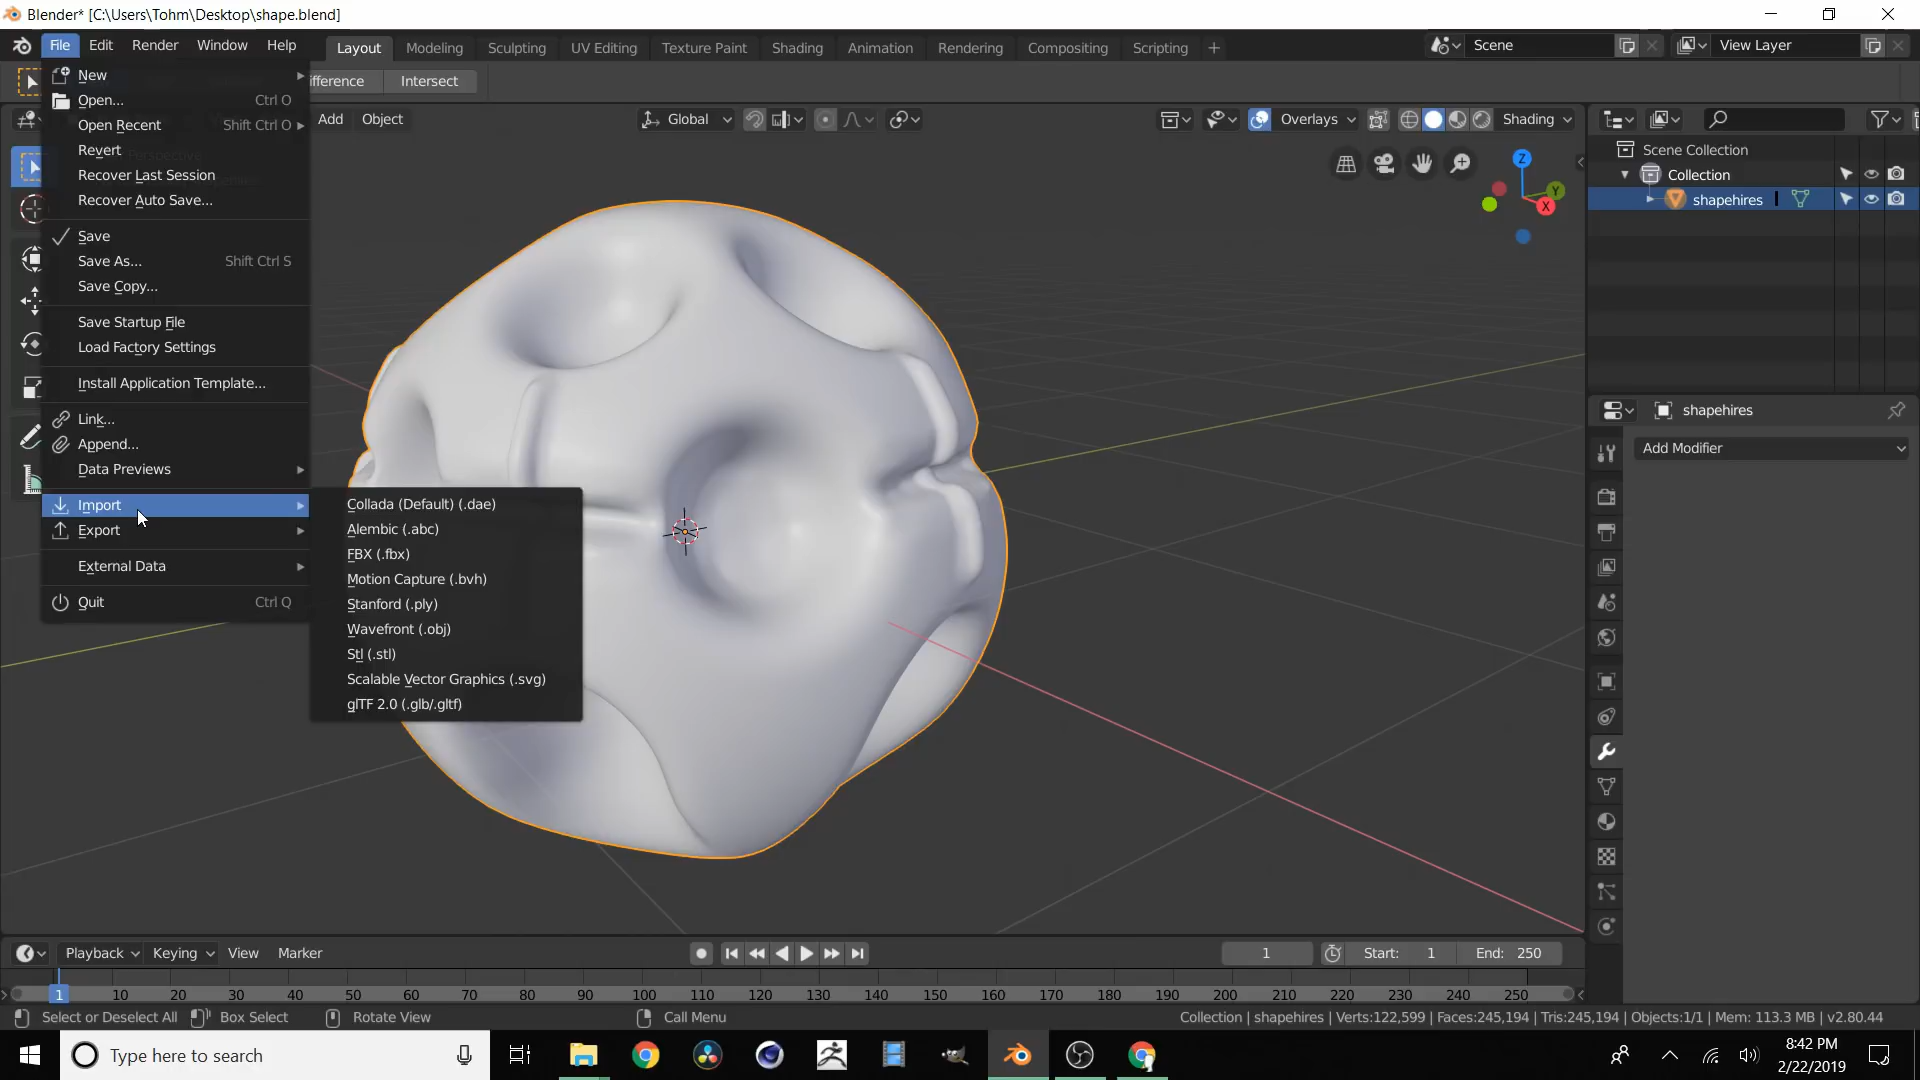 Blender* [C:\Users\Tohm\Desktop\shape.blend]
File Edit Render Window Help Layout Modeling Sculpting UV Editing Texture Paint Shading Animation Rendering Compositing Scripting + Scene View Layer
New
ifference Intersect
Open... Ctrl O
Add Object Global Overlays Shading
Open Recent Shift Ctrl O
Revert
Recover Last Session
Recover Auto Save...
Save
Save As... Shift Ctrl S
Save Copy...
Save Startup File
Load Factory Settings
Install Application Template...
Link...
Append...
Data Previews
Import
Export
External Data
Quit Ctrl Q
Collada (Default) (.dae)
Alembic (.abc)
FBX (.fbx)
Motion Capture (.bvh)
Stanford (.ply)
Wavefront (.obj)
Stl (.stl)
Scalable Vector Graphics (.svg)
glTF 2.0 (.glb/.gltf)
Z
Y
X
Scene Collection
Collection
shapehires
shapehires
Add Modifier
Playback Keying View Marker 1 Start: 1 End: 250
1 10 20 30 40 50 60 70 80 90 100 110 120 130 140 150 160 170 180 190 200 210 220 230 240 250
Select or Deselect All Box Select Rotate View Call Menu Collection | shapehires | Verts:122,599 | Faces:245,194 | Tris:245,194 | Objects:1/1 | Mem: 113.3 MB | v2.80.44
Type here to search
8:42 PM
2/22/2019